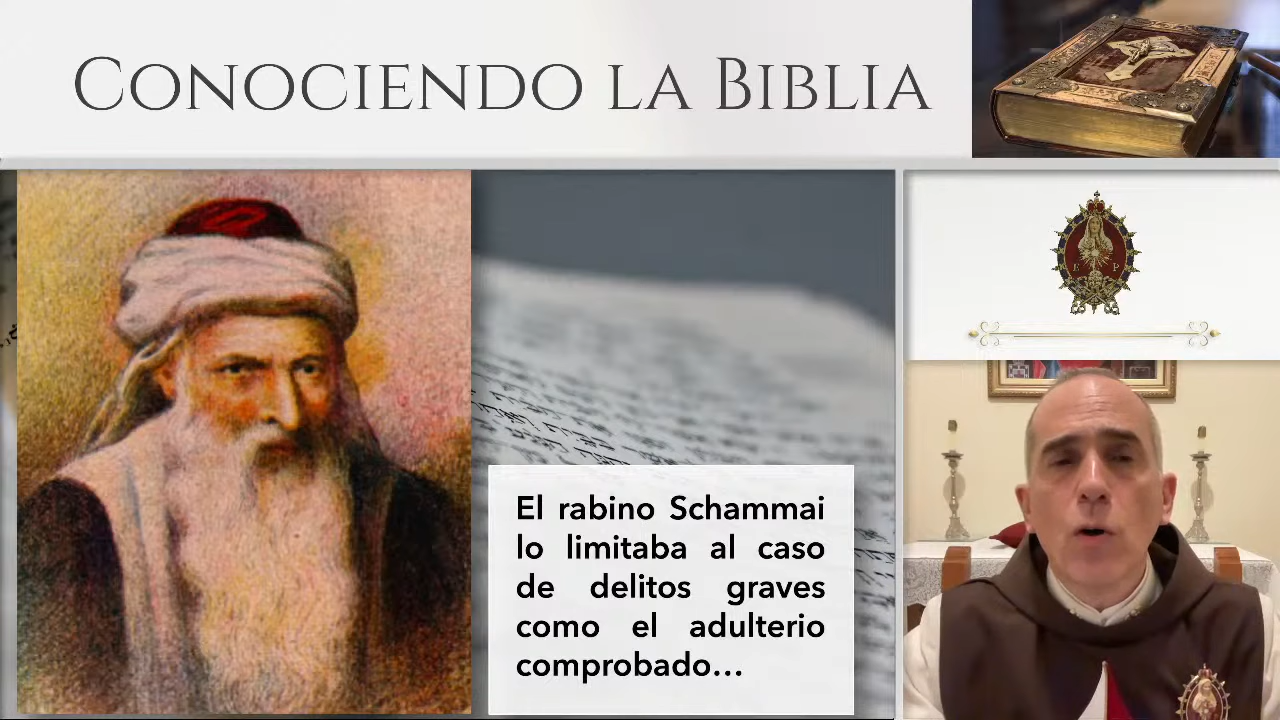 Conociendo la Biblia
E P
El rabino Schammai
lo limitaba al caso
de delitos graves
como el adulterio
comprobado...